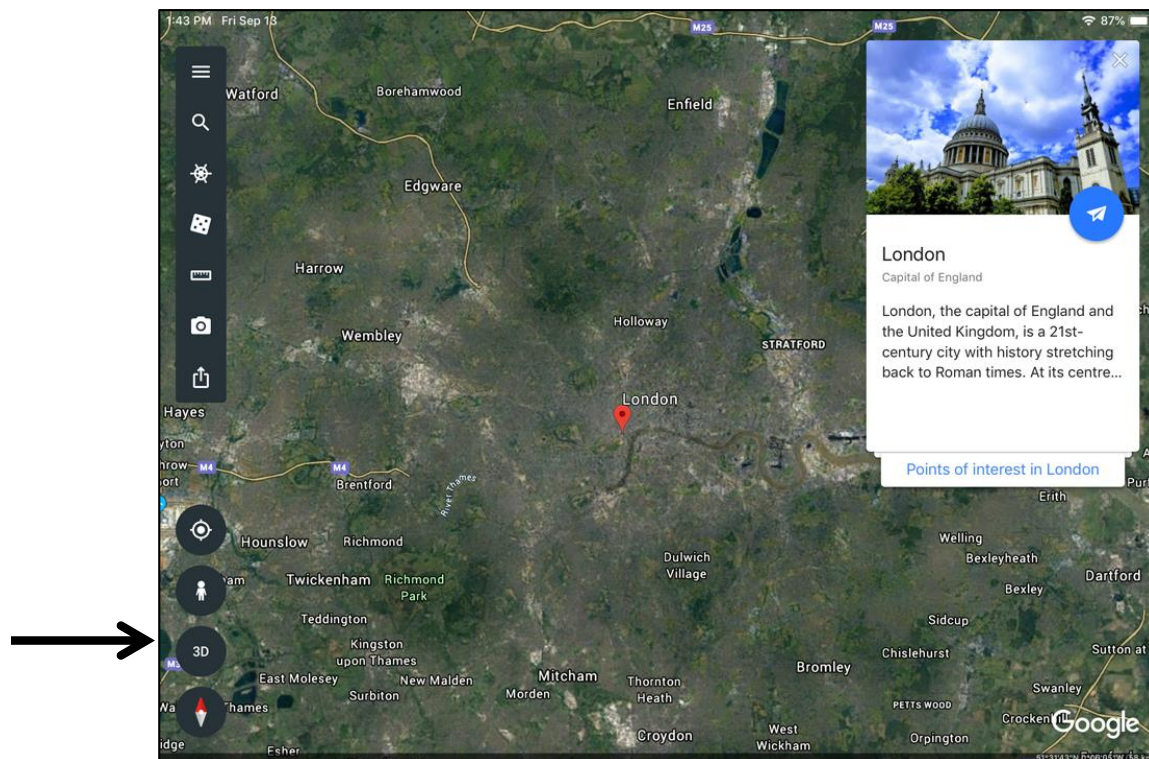 1:43 PM Fri Sep 13
87%
M25
M25
Watford
Borehamwood
Enfield
Edgware
Harrow
Holloway
Wembley
STRATFORD
London
Hayes
M4
M4
Brentford
River Thames
Hounslow
Richmond
Twickenham
Richmond
Park
Teddington
Kingston
upon Thames
East Molesey
New Malden
Surbiton
Mitcham
Morden
Thornton
Heath
Croydon
Esher
Dulwich
Village
Bromley
West
Wickham
Erith
Welling
Bexleyheath
Bexley
Dartford
Sidcup
Chislehurst
Sutton at
Swanley
PETTS WOOD
Orpington
3D
London
Capital of England
London, the capital of England and
the United Kingdom, is a 21st-
century city with history stretching
back to Roman times. At its centre...
Points of interest in London
Google